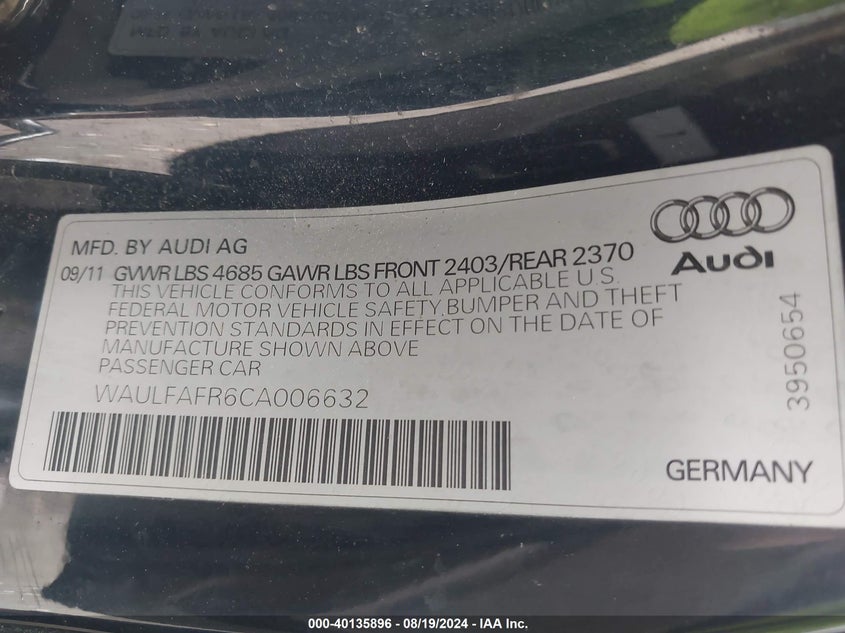 MFD. BY AUDI AG
09/11 GVWR LBS 4685 GAWR LBS FRONT 2403/REAR 2370
THIS VEHICLE CONFORMS TO ALL APPLICABLE U.S.
FEDERAL MOTOR VEHICLE SAFETY,BUMPER AND THEFT
PREVENTION STANDARDS IN EFFECT ON THE DATE OF
MANUFACTURE SHOWN ABOVE
PASSENGER CAR
WAULFAFR6CA006632
Audi
3950654
GERMANY
000-40135896 - 08/19/2024 - IAA Inc.